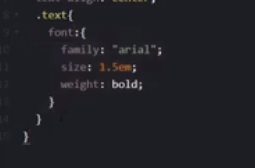 .text{
font:{
family: "arial";
size: 1.5em;
weight: bold;
}
}
}